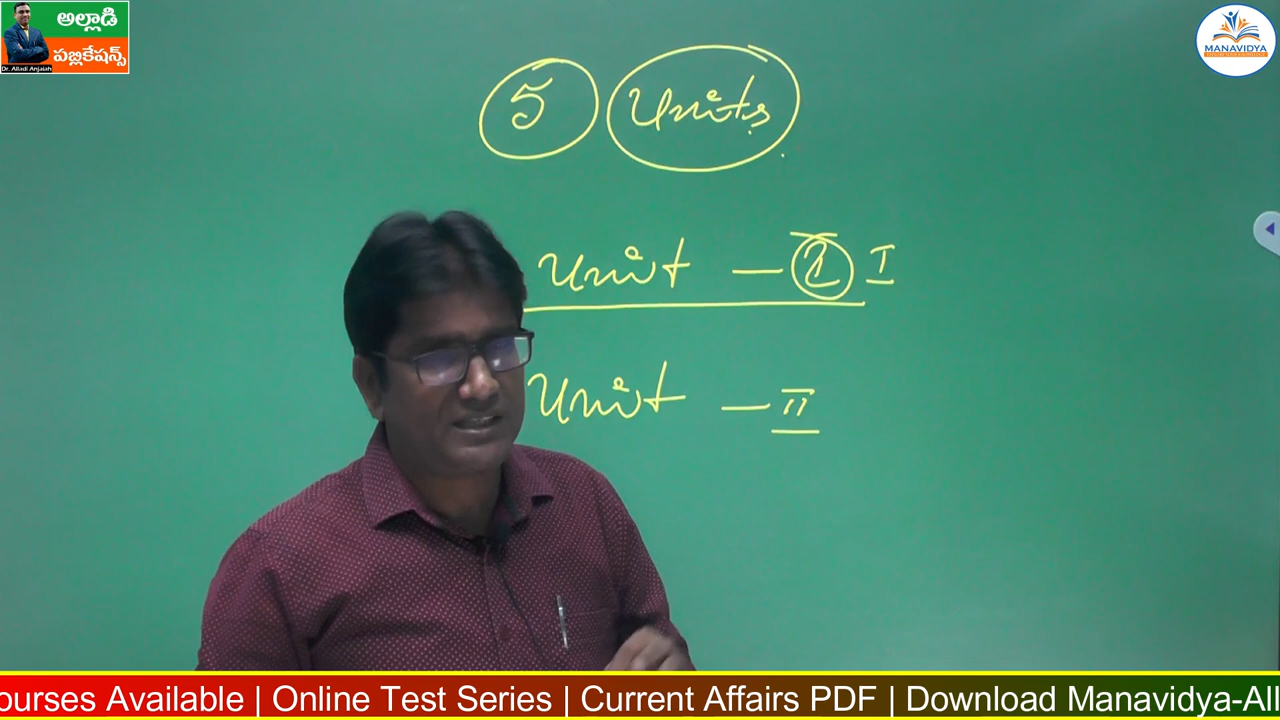 అల్లాడి
పబ్లికేషన్స్
Dr. Alladi Anjaiah
MANAVIDYA
5 Units
Unit — I I
Unit — II
ourses Available | Online Test Series | Current Affairs PDF | Download Manavidya-All